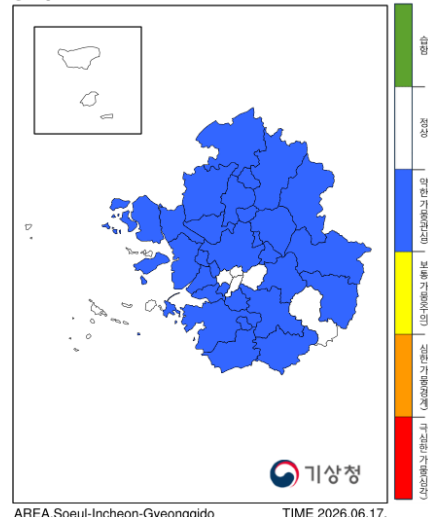 습함
정상
약한가뭄(관심)
보통가뭄(주의)
심한가뭄(경계)
극심한가뭄(심각)
기상청
AREA.Soeul-Incheon-Gyeonggido
TIME 2026.06.17.